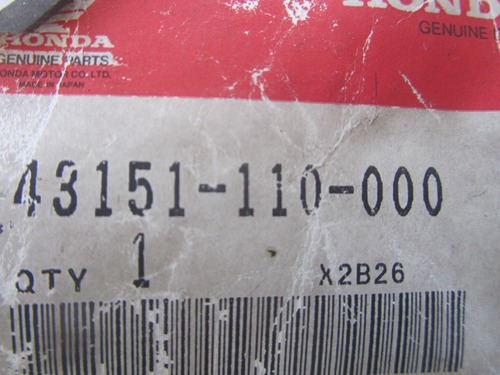 HONDA
GENUINE PARTS
HONDA MOTOR CO., LTD.
MADE IN JAPAN
HONDA
GENUINE
43151-110-000
QTY 1 X2B26